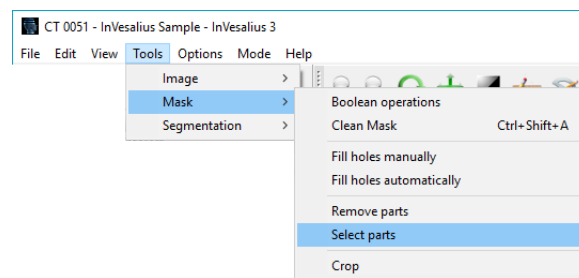 CT 0051 - InVesalius Sample - InVesalius 3
File Edit View Tools Options Mode Help
Image >
Mask >
Segmentation >
Boolean operations
Clean Mask Ctrl+Shift+A
Fill holes manually
Fill holes automatically
Remove parts
Select parts
Crop